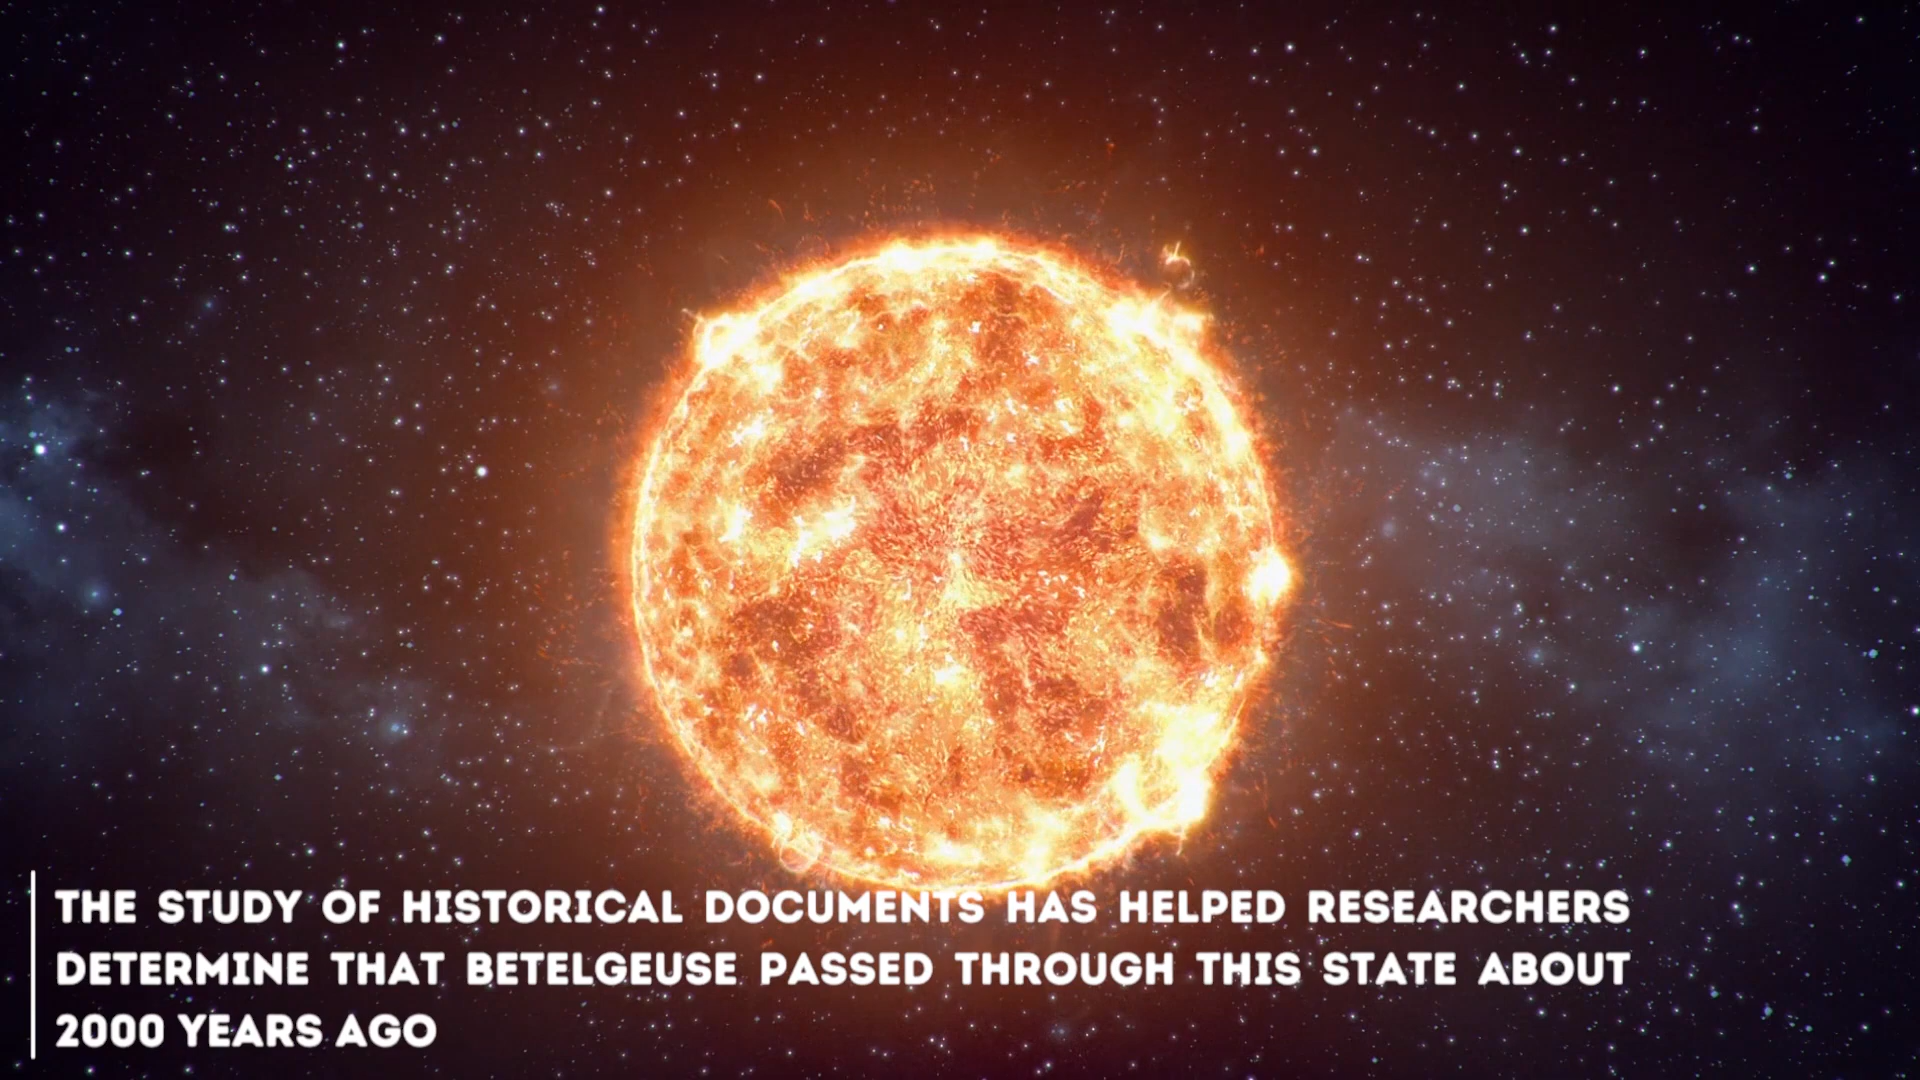 THE STUDY OF HISTORICAL DOCUMENTS HAS HELPED RESEARCHERS
DETERMINE THAT BETELGEUSE PASSED THROUGH THIS STATE ABOUT
2000 YEARS AGO